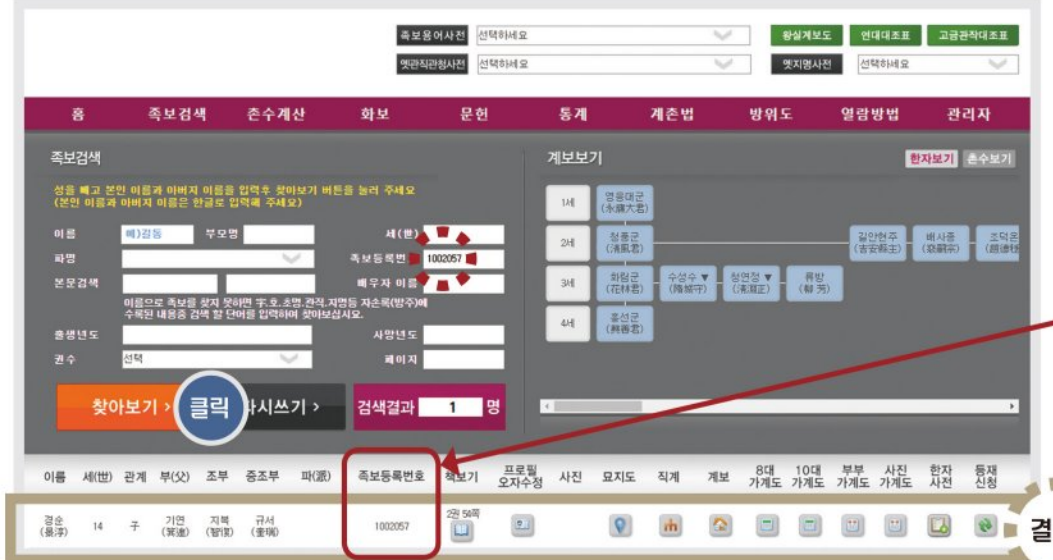 족보용어사전 선택하세요 황실계보도 연대대조표 고금관작대조표
옛관직관청사전 선택하세요 옛지명사전 선택하세요
홈 족보검색 촌수계산 화보 문헌 통계 계촌법 방위도 열람방법 관리자
족보검색
성을 빼고 본인 이름과 아버지 이름을 입력후 찾아보기 버튼을 눌러 주세요
(본인 이름과 아버지 이름은 한글로 입력해 주세요)
이름 예)길동 부모명 세(世)
파명 족보등록번 1002057
본문검색 배우자 이름
이름으로 족보를 찾지 못하면 字.호.초명.관직.지명등 자손록(방주)에
수록된 내용중 검색 할 단어를 입력하여 찾아보십시요.
출생년도 사망년도
권수 선택 페이지
찾아보기 › 클릭 다시쓰기 › 검색결과 1 명
계보보기 한자보기 촌수보기
1세 영응대군
(永膺大君)
2세 청풍군 길안현주 배사종 조덕온
(淸風君) (吉安縣主)
3세 화림군 수성수 ▼ 청연정 ▼ 류방
(花林君) (柳 芳)
4세 흥선군
(興善君)
이름 세(世) 관계 부(父) 조부 증조부 파(派) 족보등록번호 책보기 프로필
오자수정 사진 묘지도 직계 계보 8대
가계도 10대
가계도 부부
가계도 사진
가계도 한자
사전 등재
신청
경순 14 子 기연 지복 규서 1002057 2권 54쪽
결